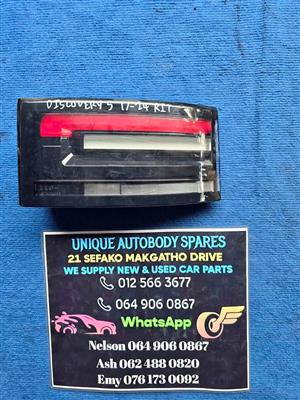 DISCOVERY 5 17-24 RIT
UNIQUE AUTOBODY SPARES
21 SEFAKO MAKGATHO DRIVE
WE SUPPLY NEW & USED CAR PARTS
012 566 3677
064 906 0867
WhatsApp
Nelson 064 906 0867
Ash 062 488 0820
Emy 076 173 0092